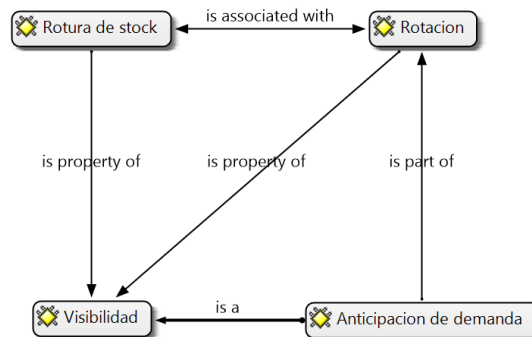 Rotura de stock
is associated with
Rotacion
is property of
is property of
is part of
Visibilidad
is a
Anticipacion de demanda